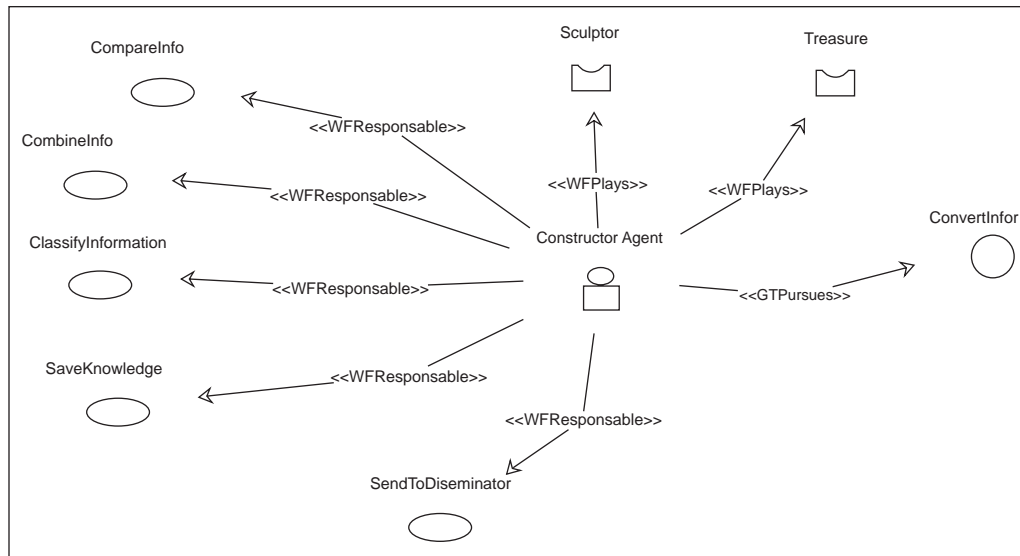 Sculptor
Treasure
CompareInfo
<<WFResponsable>>
CombineInfo
<<WFResponsable>>
<<WFPlays>>
<<WFPlays>>
ConvertInfor
ClassifyInformation
Constructor Agent
<<WFResponsable>>
<<GTPursues>>
SaveKnowledge
<<WFResponsable>>
<<WFResponsable>>
SendToDiseminator